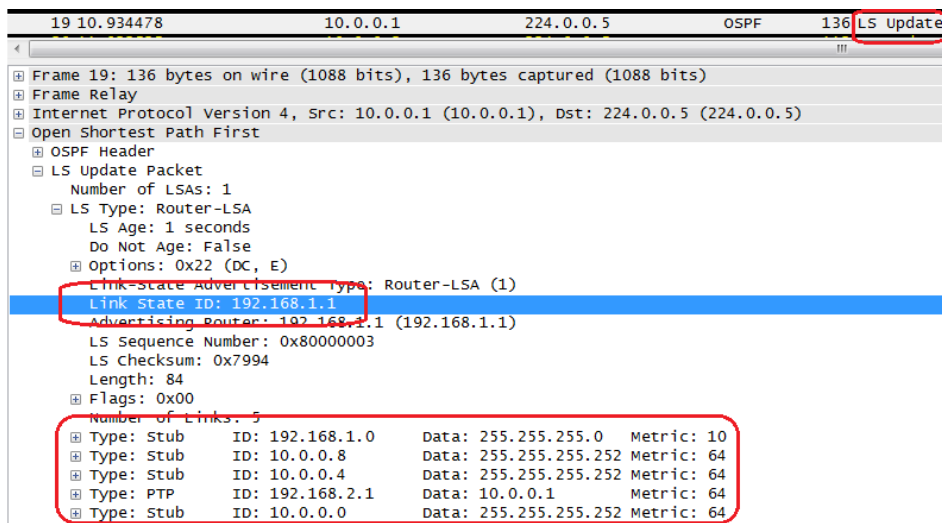 19 10.934478 10.0.0.1 224.0.0.5 OSPF 136 LS Update
Frame 19: 136 bytes on wire (1088 bits), 136 bytes captured (1088 bits)
Frame Relay
Internet Protocol Version 4, Src: 10.0.0.1 (10.0.0.1), Dst: 224.0.0.5 (224.0.0.5)
Open Shortest Path First
OSPF Header
LS Update Packet
Number of LSAs: 1
LS Type: Router-LSA
LS Age: 1 seconds
Do Not Age: False
Options: 0x22 (DC, E)
Link-State Advertisement Type: Router-LSA (1)
Link State ID: 192.168.1.1
Advertising Router: 192.168.1.1 (192.168.1.1)
LS Sequence Number: 0x80000003
LS Checksum: 0x7994
Length: 84
Flags: 0x00
Number of Links: 5
Type: Stub ID: 192.168.1.0 Data: 255.255.255.0 Metric: 10
Type: Stub ID: 10.0.0.8 Data: 255.255.255.252 Metric: 64
Type: Stub ID: 10.0.0.4 Data: 255.255.255.252 Metric: 64
Type: PTP ID: 192.168.2.1 Data: 10.0.0.1 Metric: 64
Type: Stub ID: 10.0.0.0 Data: 255.255.255.252 Metric: 64